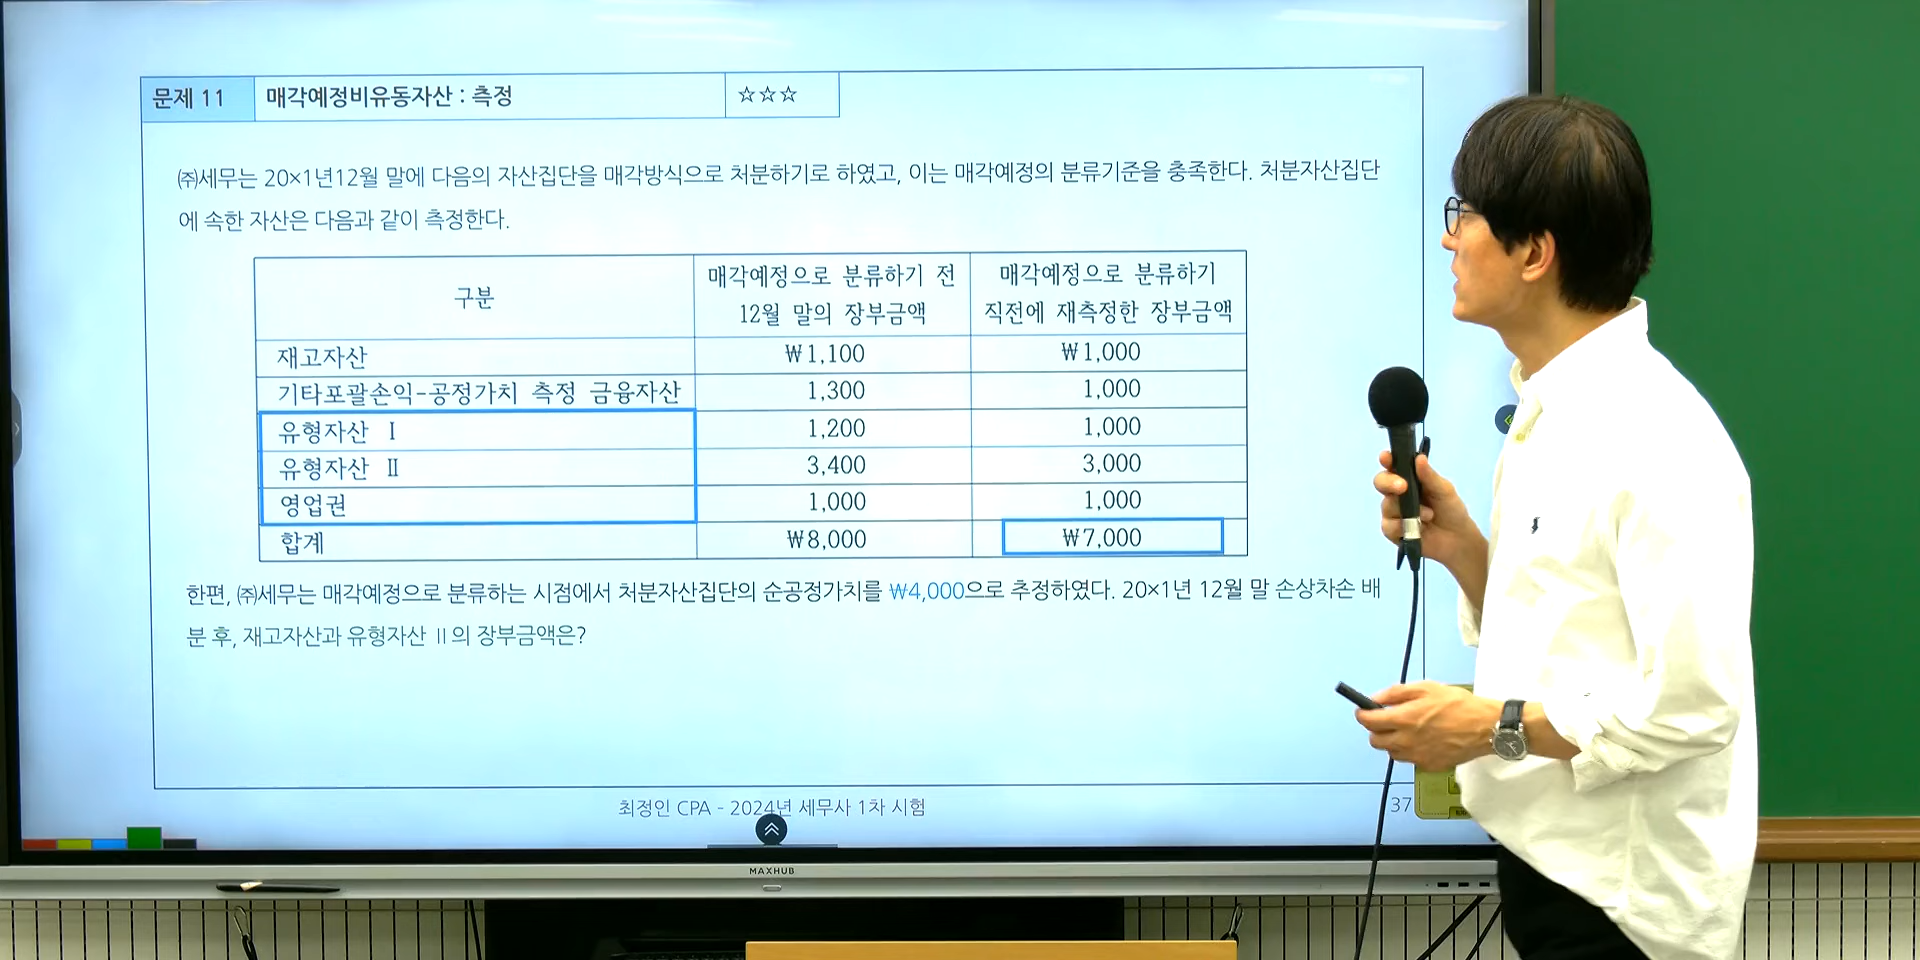 문제 11 매각예정비유동자산 : 측정 ☆☆☆
㈜세무는 20×1년12월 말에 다음의 자산집단을 매각방식으로 처분하기로 하였고, 이는 매각예정의 분류기준을 충족한다. 처분자산집단
에 속한 자산은 다음과 같이 측정한다.
구분
매각예정으로 분류하기 전
12월 말의 장부금액
매각예정으로 분류하기
직전에 재측정한 장부금액
재고자산 ₩1,100 ₩1,000
기타포괄손익-공정가치 측정 금융자산 1,300 1,000
유형자산 Ⅰ 1,200 1,000
유형자산 Ⅱ 3,400 3,000
영업권 1,000 1,000
합계 ₩8,000 ₩7,000
한편, ㈜세무는 매각예정으로 분류하는 시점에서 처분자산집단의 순공정가치를 ₩4,000으로 추정하였다. 20×1년 12월 말 손상차손 배
분 후, 재고자산과 유형자산 Ⅱ의 장부금액은?
최정인 CPA - 2024년 세무사 1차 시험
37
MAXHUB